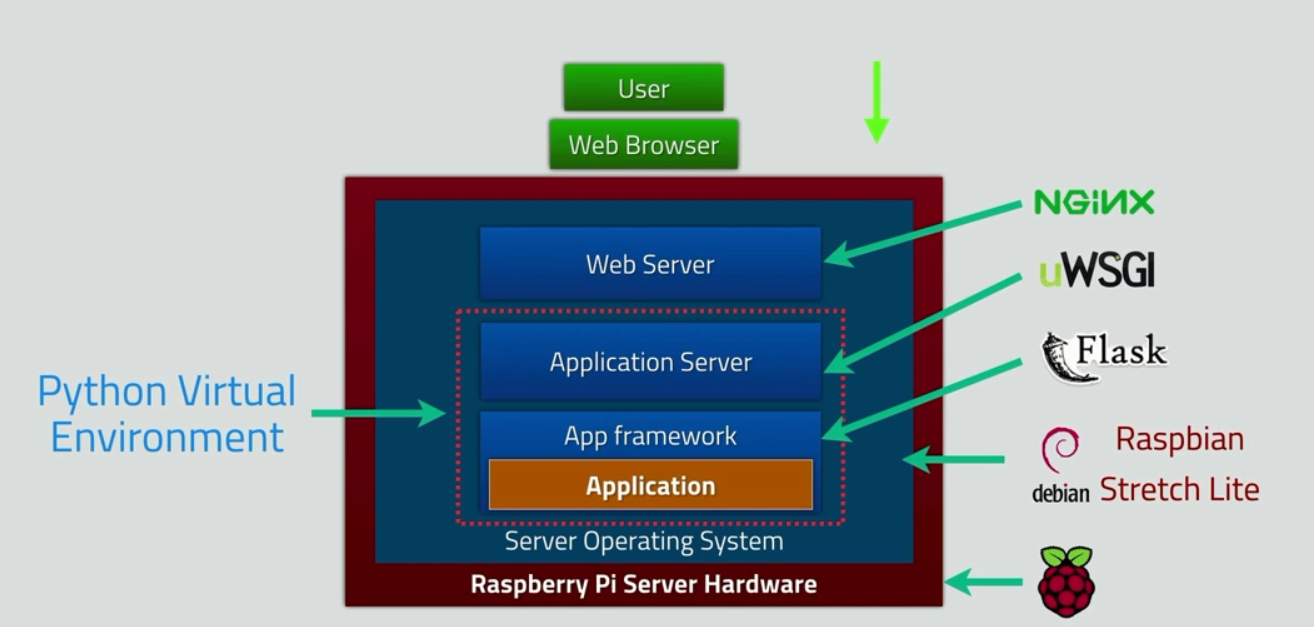 User
Web Browser
NGINX
Web Server
uWSGI
Application Server
Flask
Python Virtual
Environment
App framework
Raspbian
debian Stretch Lite
Application
Server Operating System
Raspberry Pi Server Hardware